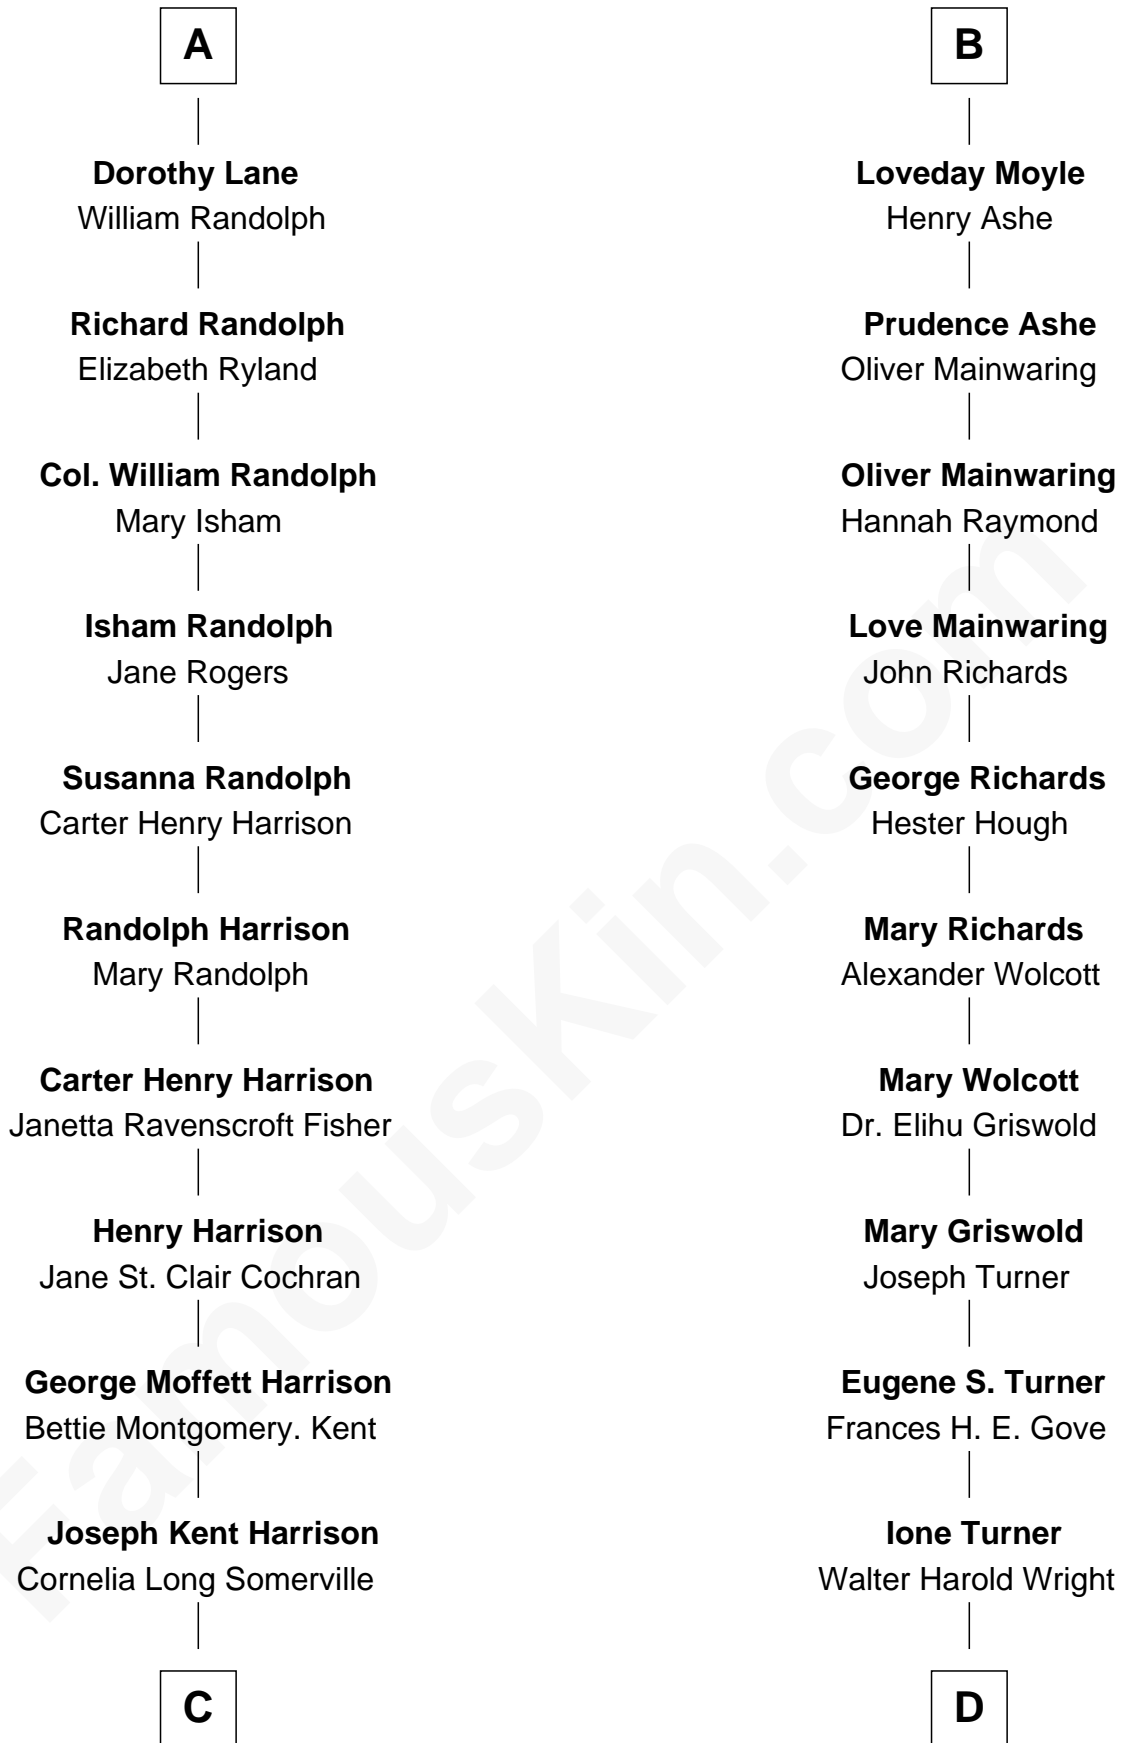 A
Dorothy Lane
William Randolph
Richard Randolph
Elizabeth Ryland
Col. William Randolph
Mary Isham
Isham Randolph
Jane Rogers
Susanna Randolph
Carter Henry Harrison
Randolph Harrison
Mary Randolph
Carter Henry Harrison
Janetta Ravenscroft Fisher
Henry Harrison
Jane St. Clair Cochran
George Moffett Harrison
Bettie Montgomery. Kent
Joseph Kent Harrison
Cornelia Long Somerville
C
B
Loveday Moyle
Henry Ashe
Prudence Ashe
Oliver Mainwaring
Oliver Mainwaring
Hannah Raymond
Love Mainwaring
John Richards
George Richards
Hester Hough
Mary Richards
Alexander Wolcott
Mary Wolcott
Dr. Elihu Griswold
Mary Griswold
Joseph Turner
Eugene S. Turner
Frances H. E. Gove
Ione Turner
Walter Harold Wright
D
FamousKin.com